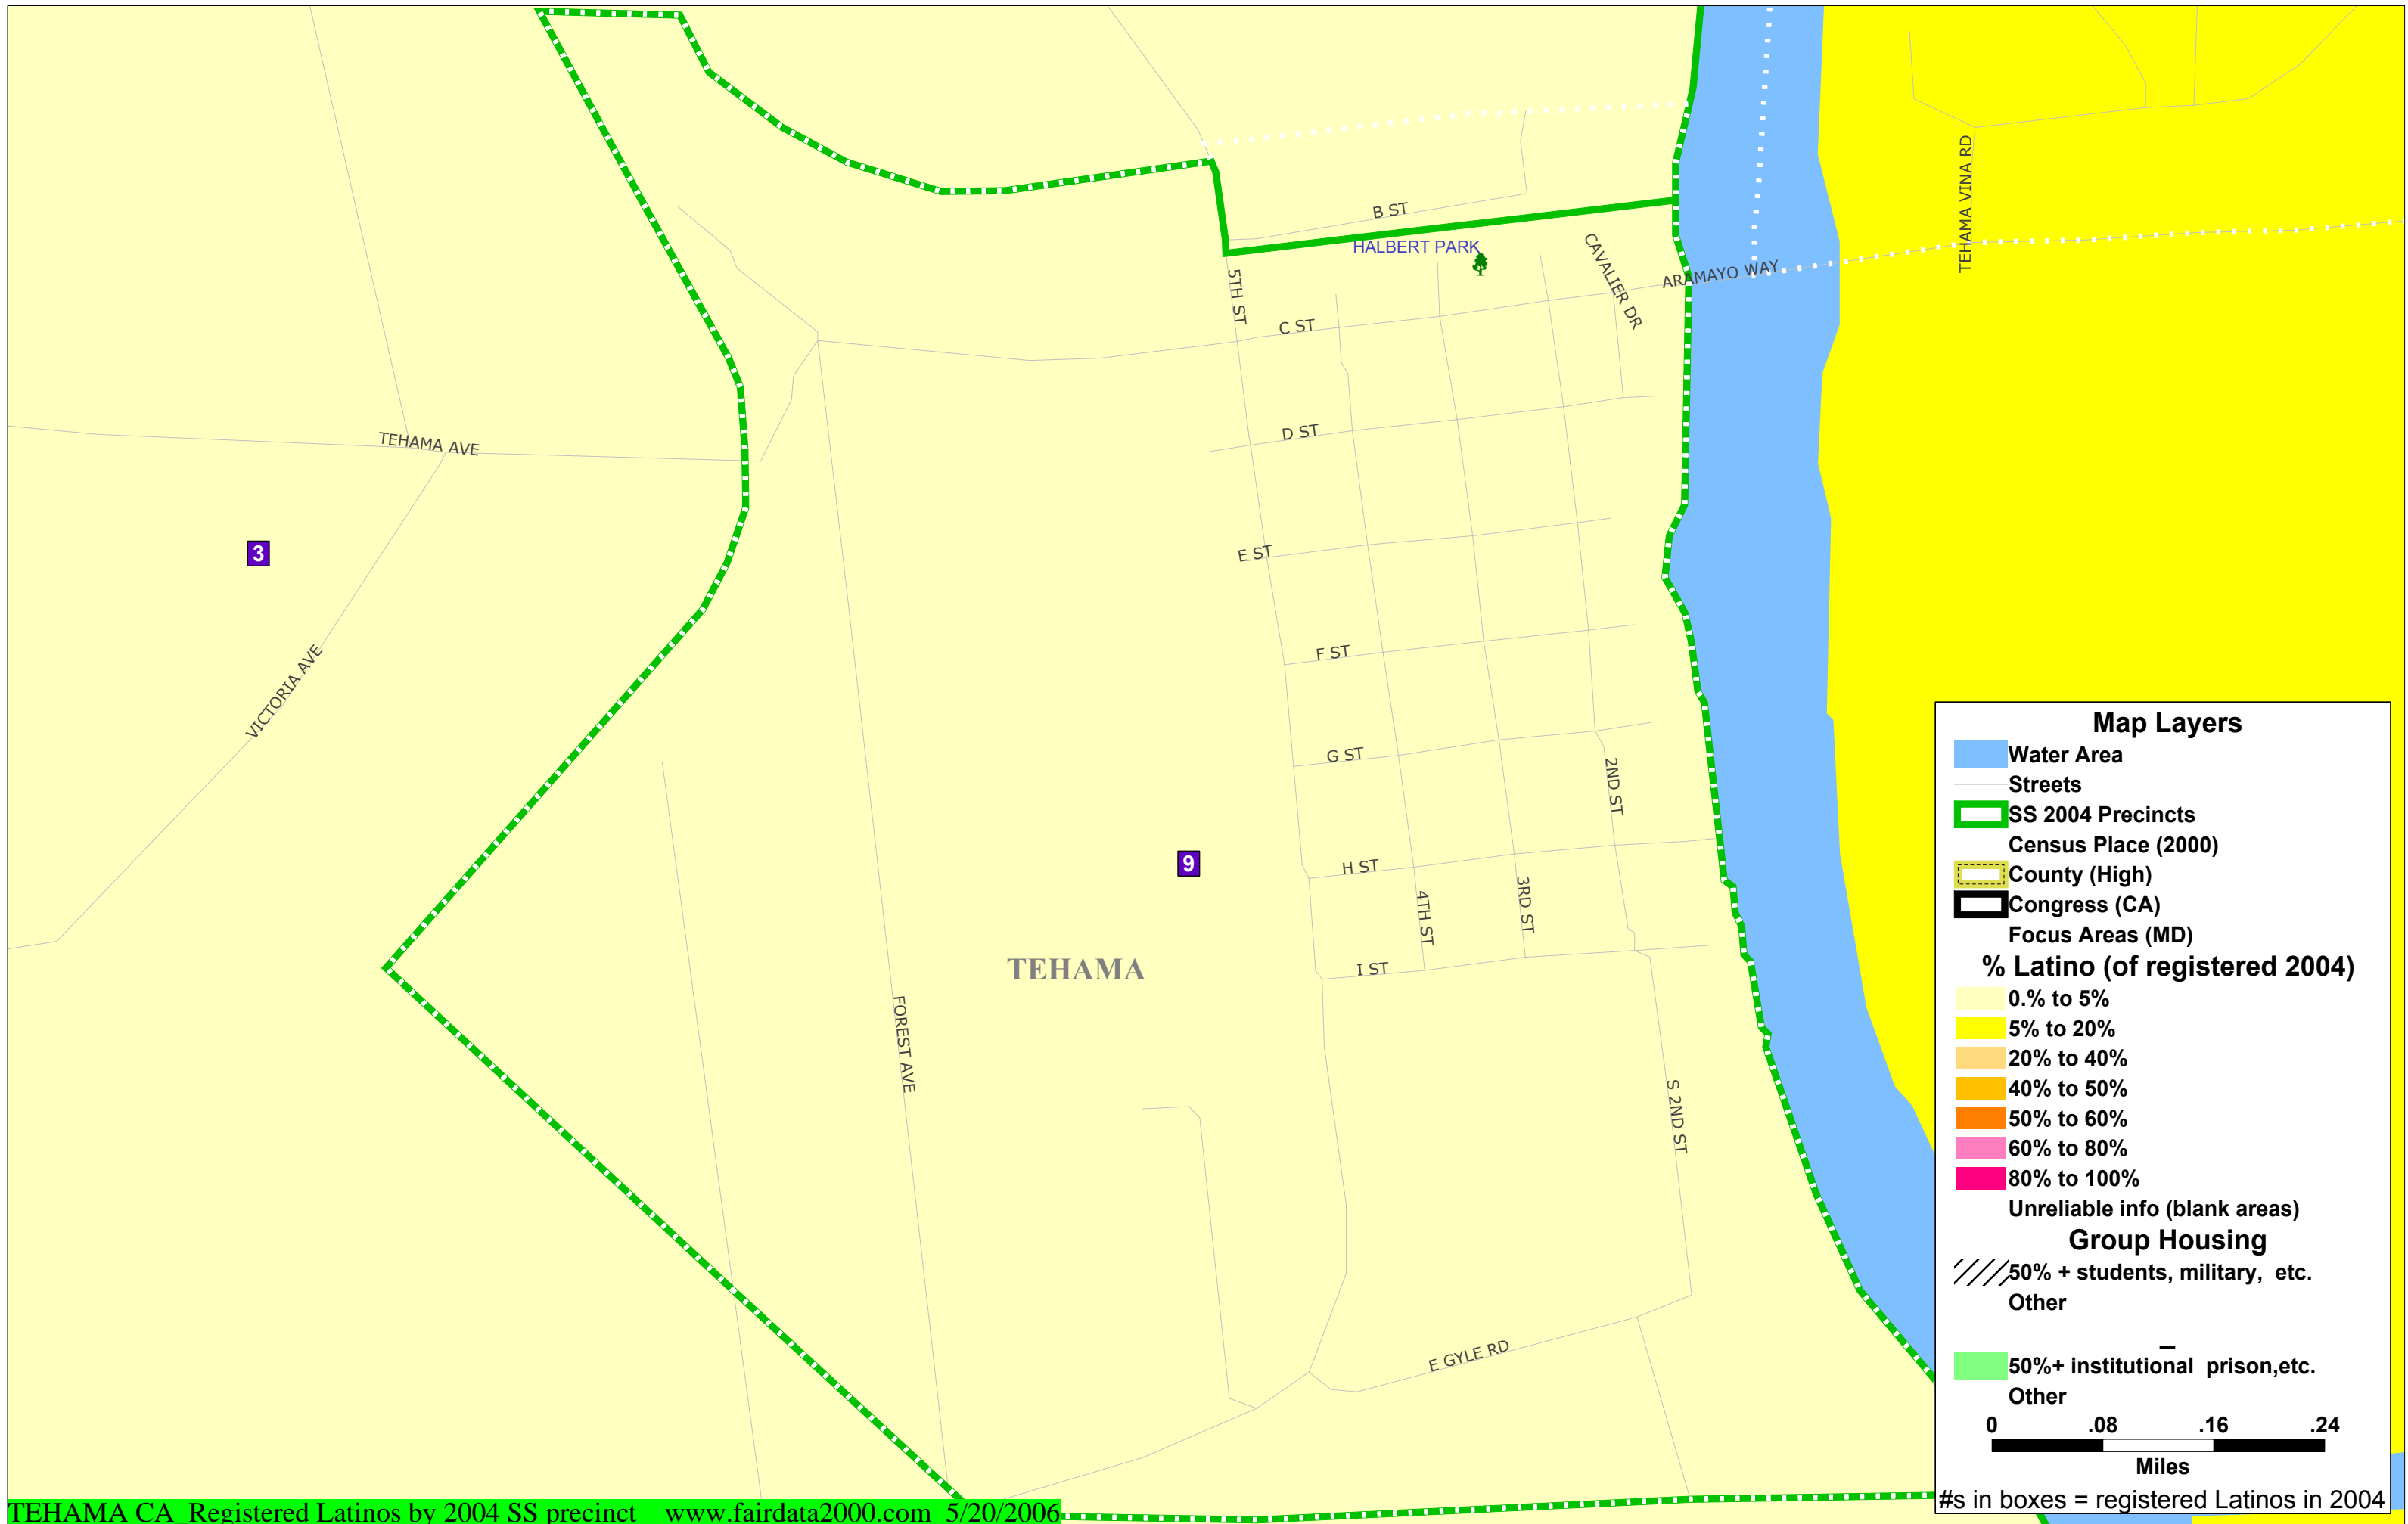 B ST
HALBERT PARK
CAVALIER DR
ARAMAYO WAY
TEHAMA VINA RD
5TH ST
C ST
D ST
TEHAMA AVE
3
E ST
F ST
VICTORIA AVE
G ST
2ND ST
9
H ST
4TH ST
3RD ST
TEHAMA
I ST
FOREST AVE
S 2ND ST
E GYLE RD
Map Layers
Water Area
Streets
SS 2004 Precincts
Census Place (2000)
County (High)
Congress (CA)
Focus Areas (MD)
% Latino (of registered 2004)
0.% to 5%
5% to 20%
20% to 40%
40% to 50%
50% to 60%
60% to 80%
80% to 100%
Unreliable info (blank areas)
Group Housing
50% + students, military, etc.
Other
50%+ institutional prison,etc.
Other
0 .08 .16 .24
Miles
#s in boxes = registered Latinos in 2004
TEHAMA CA Registered Latinos by 2004 SS precinct www.fairdata2000.com 5/20/2006